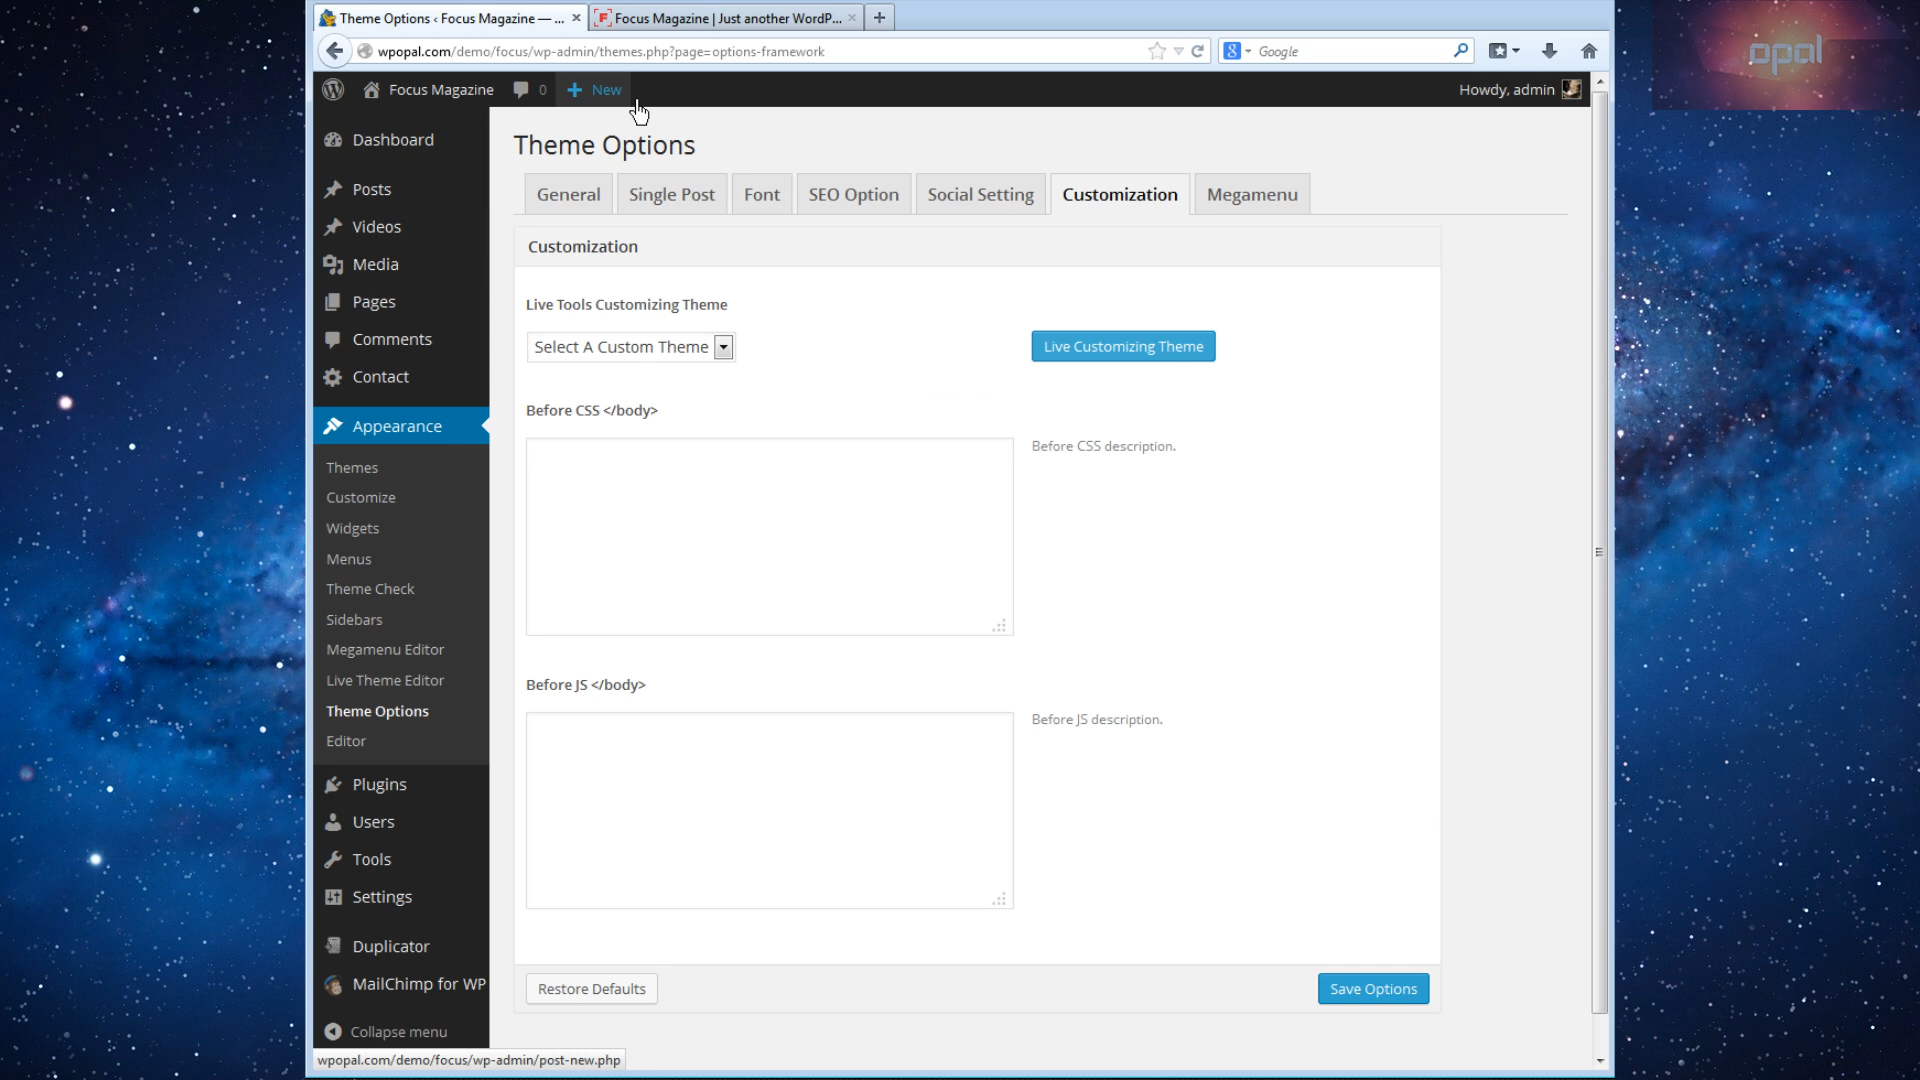 Theme Options ‹ Focus Magazine — ...
Focus Magazine | Just another WordP...
wpopal.com/demo/focus/wp-admin/themes.php?page=options-framework
Google
opal
Focus Magazine
0
New
Howdy, admin
Dashboard
Posts
Videos
Media
Pages
Comments
Contact
Appearance
Themes
Customize
Widgets
Menus
Theme Check
Sidebars
Megamenu Editor
Live Theme Editor
Theme Options
Editor
Plugins
Users
Tools
Settings
Duplicator
MailChimp for WP
Collapse menu
Theme Options
General
Single Post
Font
SEO Option
Social Setting
Customization
Megamenu
Customization
Live Tools Customizing Theme
Select A Custom Theme
Live Customizing Theme
Before CSS </body>
Before CSS description.
Before JS </body>
Before JS description.
Restore Defaults
Save Options
wpopal.com/demo/focus/wp-admin/post-new.php